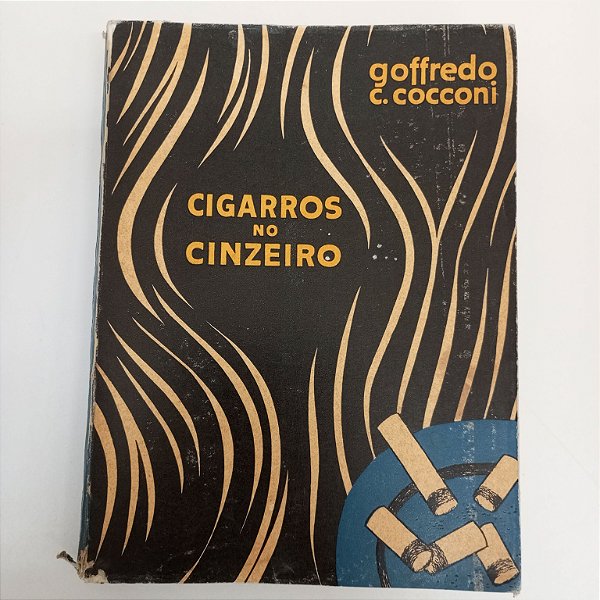 goffredo
c. cocconi
CIGARROS
NO
CINZEIRO